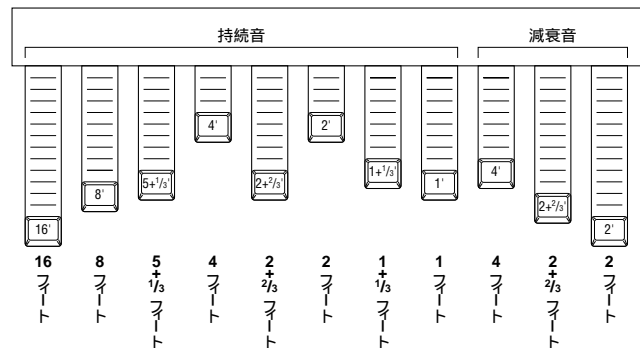 持続音 減衰音
4' 2'
1+1/3' 4'
5+1/3' 2+2/3' 1'
8' 2+2/3'
16' 2'
16 フィート
8 フィート
5+1/3 フィート
4 フィート
2+2/3 フィート
2 フィート
1+1/3 フィート
1 フィート
4 フィート
2+2/3 フィート
2 フィート